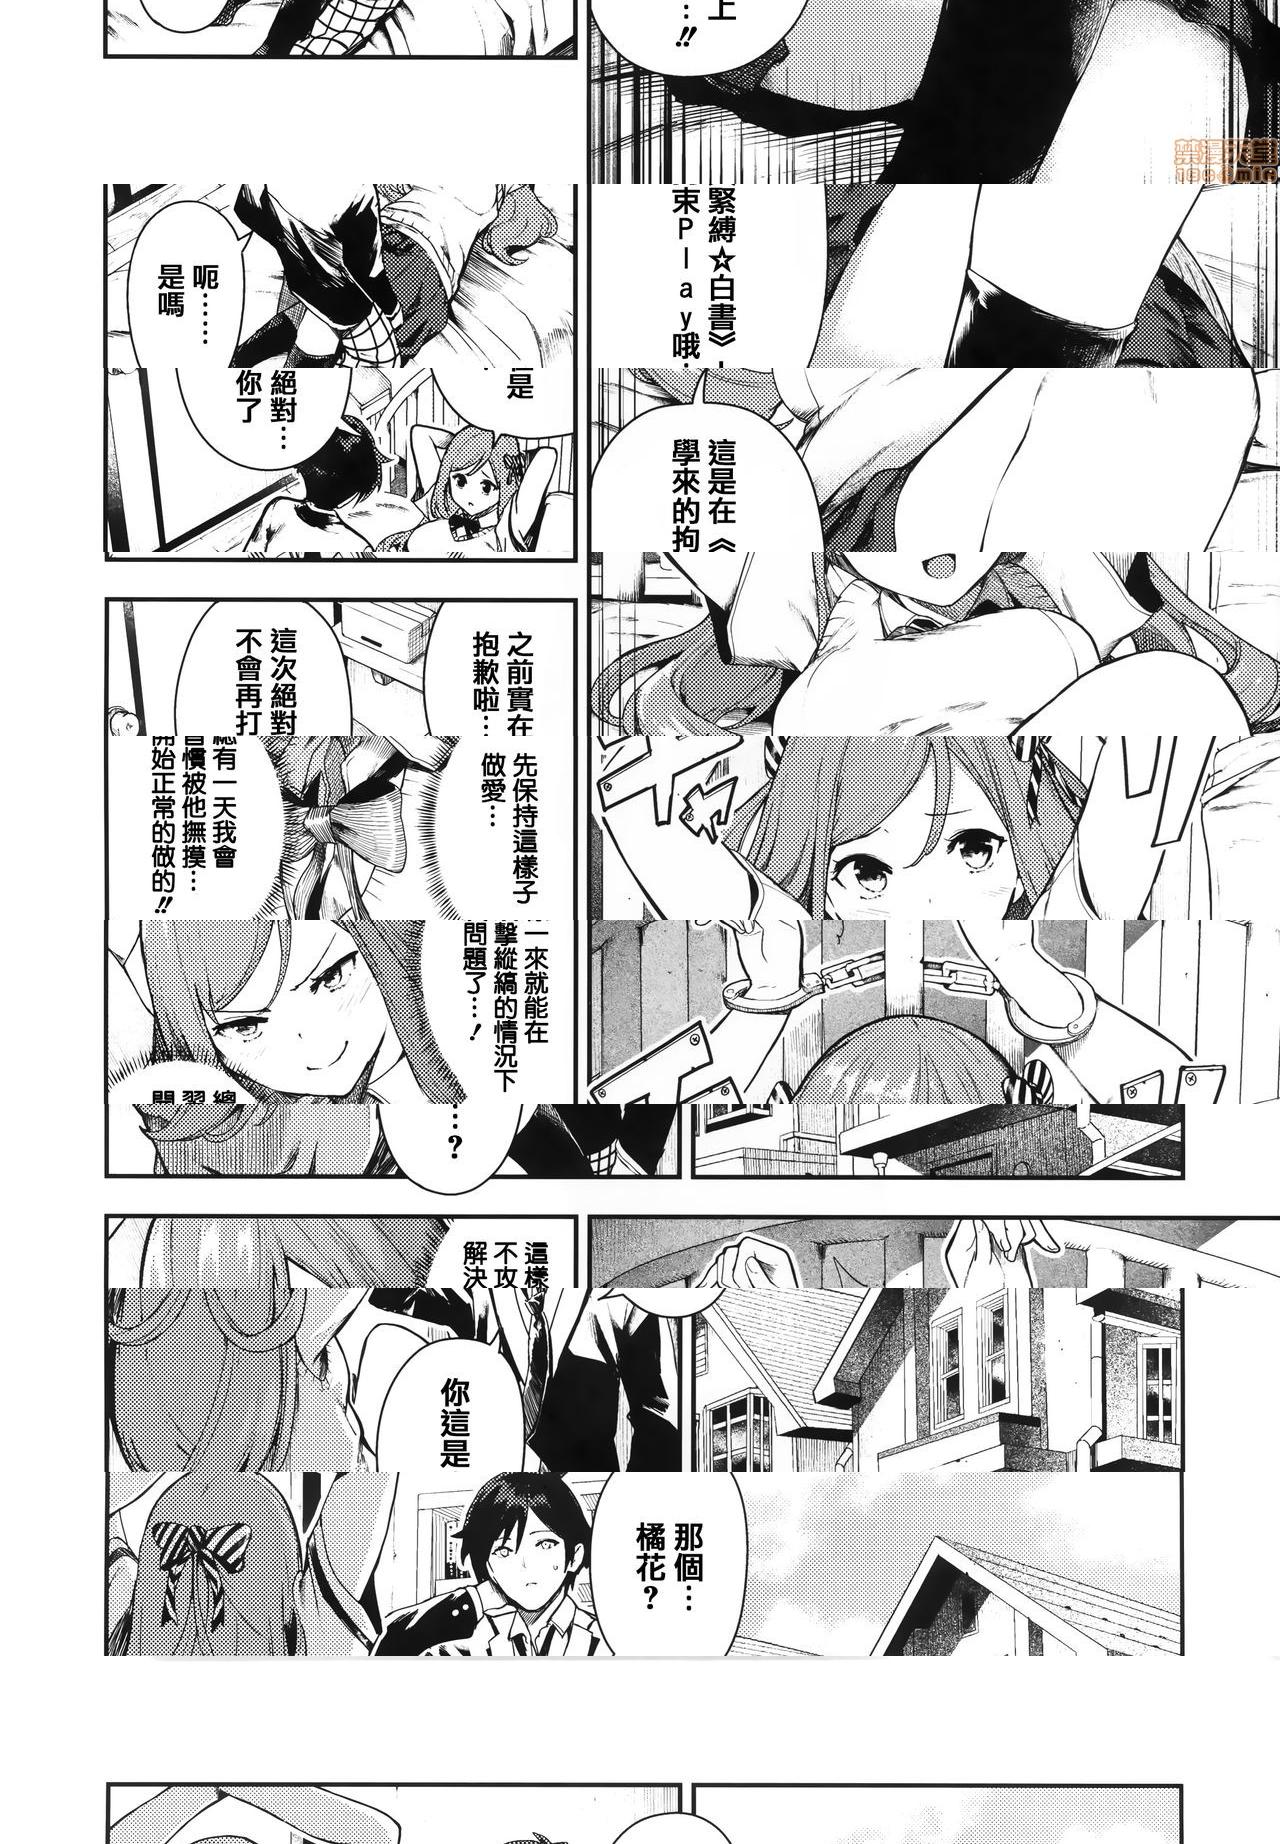 上
…!!
禁漫天堂
緊縛☆白書》
束Play哦
呃……
是嗎
是
絕對…
你了
這是在《
學來的拘
之前實在
抱歉啦…
這次絕對
不會再打
先保持這樣子
做愛…
總有一天我會
習慣被他撫摸…
開始正常的做的!!
一來就能在
擊縱縞的情況下
問題了…!
……?
這樣
不攻
解決
你這是
那個…
橘花?